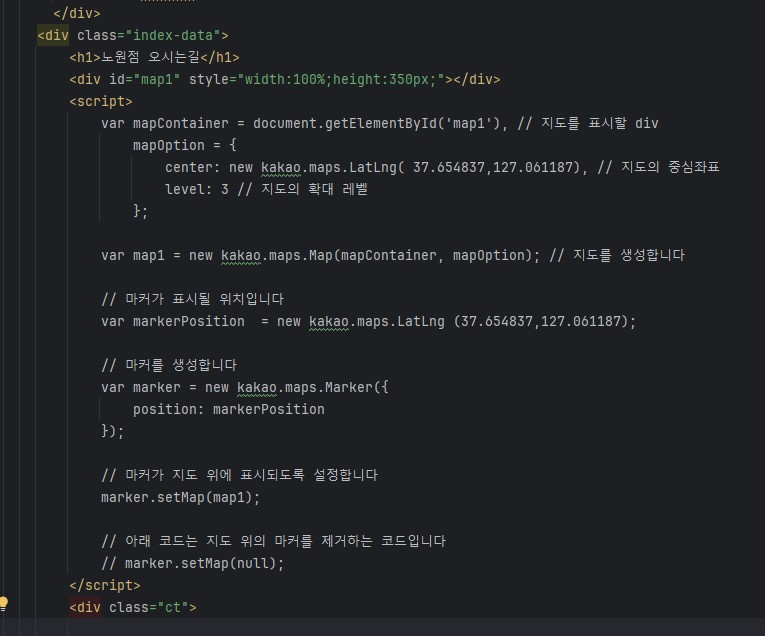 </div>
<div class="index-data">
<h1>노원점 오시는길</h1>
<div id="map1" style="width:100%;height:350px;"></div>
<script>
var mapContainer = document.getElementById('map1'), // 지도를 표시할 div
mapOption = {
center: new kakao.maps.LatLng( 37.654837,127.061187), // 지도의 중심좌표
level: 3 // 지도의 확대 레벨
};
var map1 = new kakao.maps.Map(mapContainer, mapOption); // 지도를 생성합니다
// 마커가 표시될 위치입니다
var markerPosition  = new kakao.maps.LatLng (37.654837,127.061187);
// 마커를 생성합니다
var marker = new kakao.maps.Marker({
position: markerPosition
});
// 마커가 지도 위에 표시되도록 설정합니다
marker.setMap(map1);
// 아래 코드는 지도 위의 마커를 제거하는 코드입니다
// marker.setMap(null);
</script>
<div class="ct">